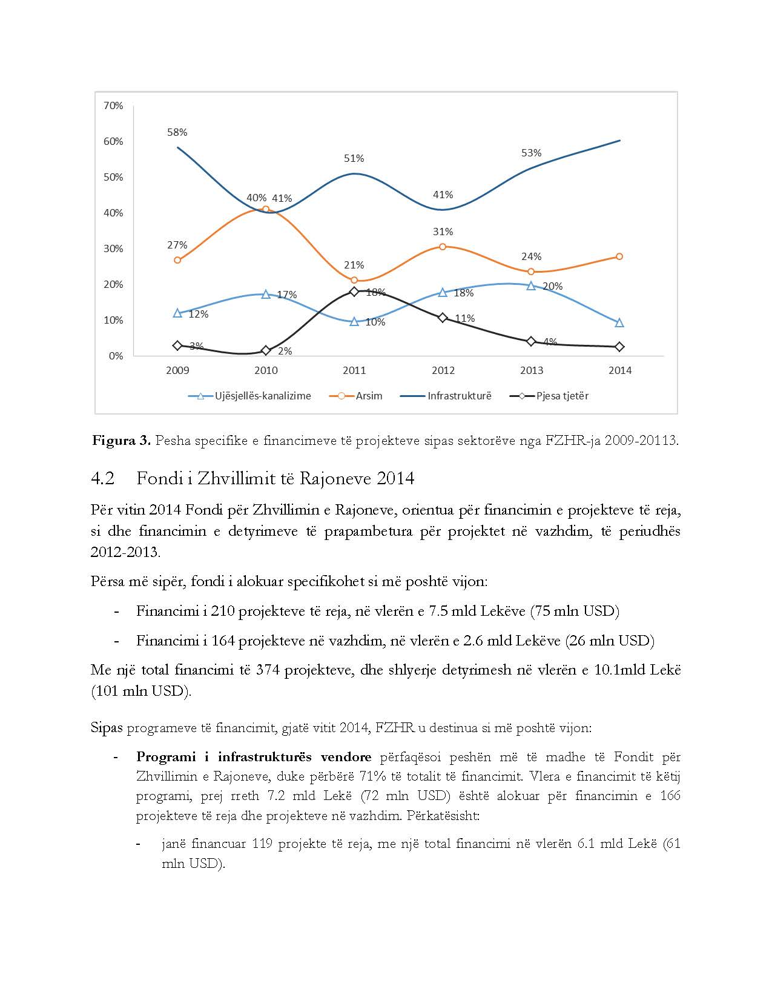 70%
60%
50%
40%
30%
20%
10%
0%
58%
40% 41%
51%
41%
53%
27%
21%
31%
24%
12%
17%
10%
18%
20%
3%
2%
18%
11%
4%
2009 2010 2011 2012 2013 2014
Ujësjellës-kanalizime Arsim Infrastrukturë Pjesa tjetër
Figura 3. Pesha specifike e financimeve të projekteve sipas sektorëve nga FZHR-ja 2009-20113.
4.2 Fondi i Zhvillimit të Rajoneve 2014
Për vitin 2014 Fondi për Zhvillimin e Rajoneve, orientua për financimin e projekteve të reja,
si dhe financimin e detyrimeve të prapambetura për projektet në vazhdim, të periudhës
2012-2013.
Përsa më sipër, fondi i alokuar specifikohet si më poshtë vijon:
- Financimi i 210 projekteve të reja, në vlerën e 7.5 mld Lekëve (75 mln USD)
- Financimi i 164 projekteve në vazhdim, në vlerën e 2.6 mld Lekëve (26 mln USD)
Me një total financimi të 374 projekteve, dhe shlyerje detyrimesh në vlerën e 10.1mld Lekë
(101 mln USD).
Sipas programeve të financimit, gjatë vitit 2014, FZHR u destinua si më poshtë vijon:
- Programi i infrastrukturës vendore përfaqësoi peshën më të madhe të Fondit për
Zhvillimin e Rajoneve, duke përbërë 71% të totalit të financimit. Vlera e financimit të këtij
programi, prej rreth 7.2 mld Lekë (72 mln USD) është alokuar për financimin e 166
projekteve të reja dhe projekteve në vazhdim. Përkatësisht:
- janë financuar 119 projekte të reja, me një total financimi në vlerën 6.1 mld Lekë (61
mln USD).